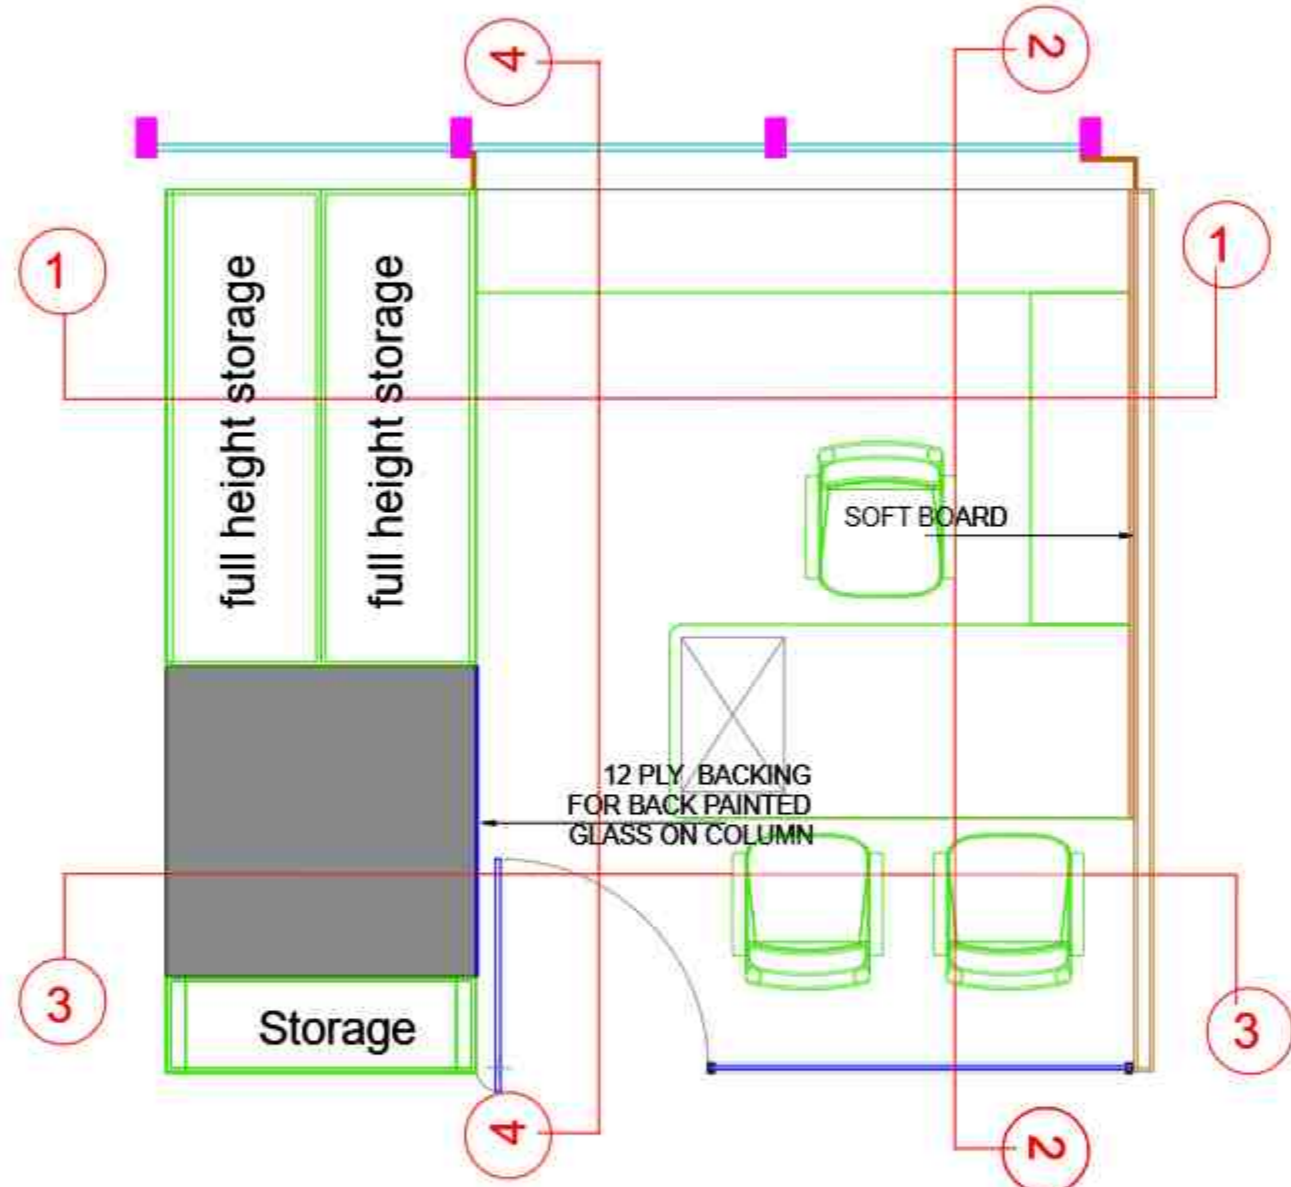 4
2
1
1
full height storage
full height storage
SOFT BOARD
12 PLY BACKING
FOR BACK PAINTED
GLASS ON COLUMN
3
Storage
3
4
2